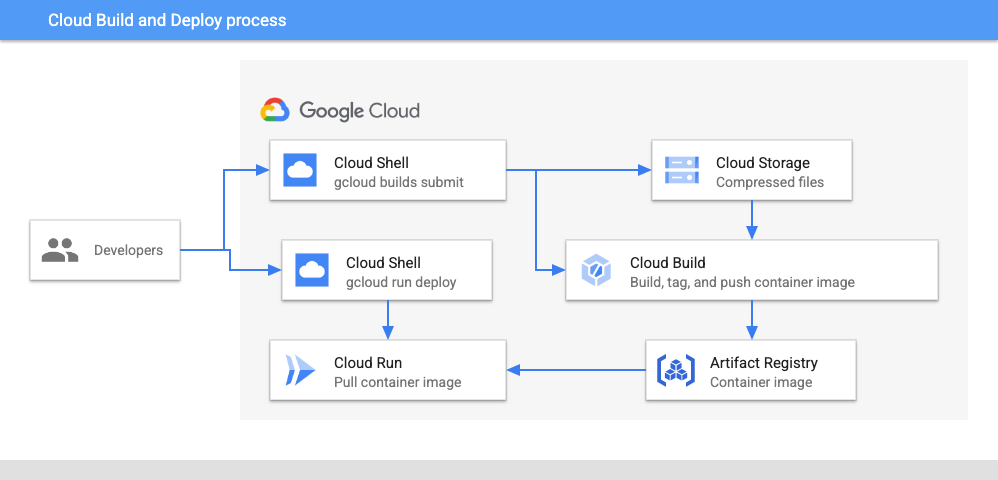 Cloud Build and Deploy process
Google Cloud
Developers
Cloud Shell
gcloud builds submit
Cloud Storage
Compressed files
Cloud Shell
gcloud run deploy
Cloud Build
Build, tag, and push container image
Cloud Run
Pull container image
Artifact Registry
Container image